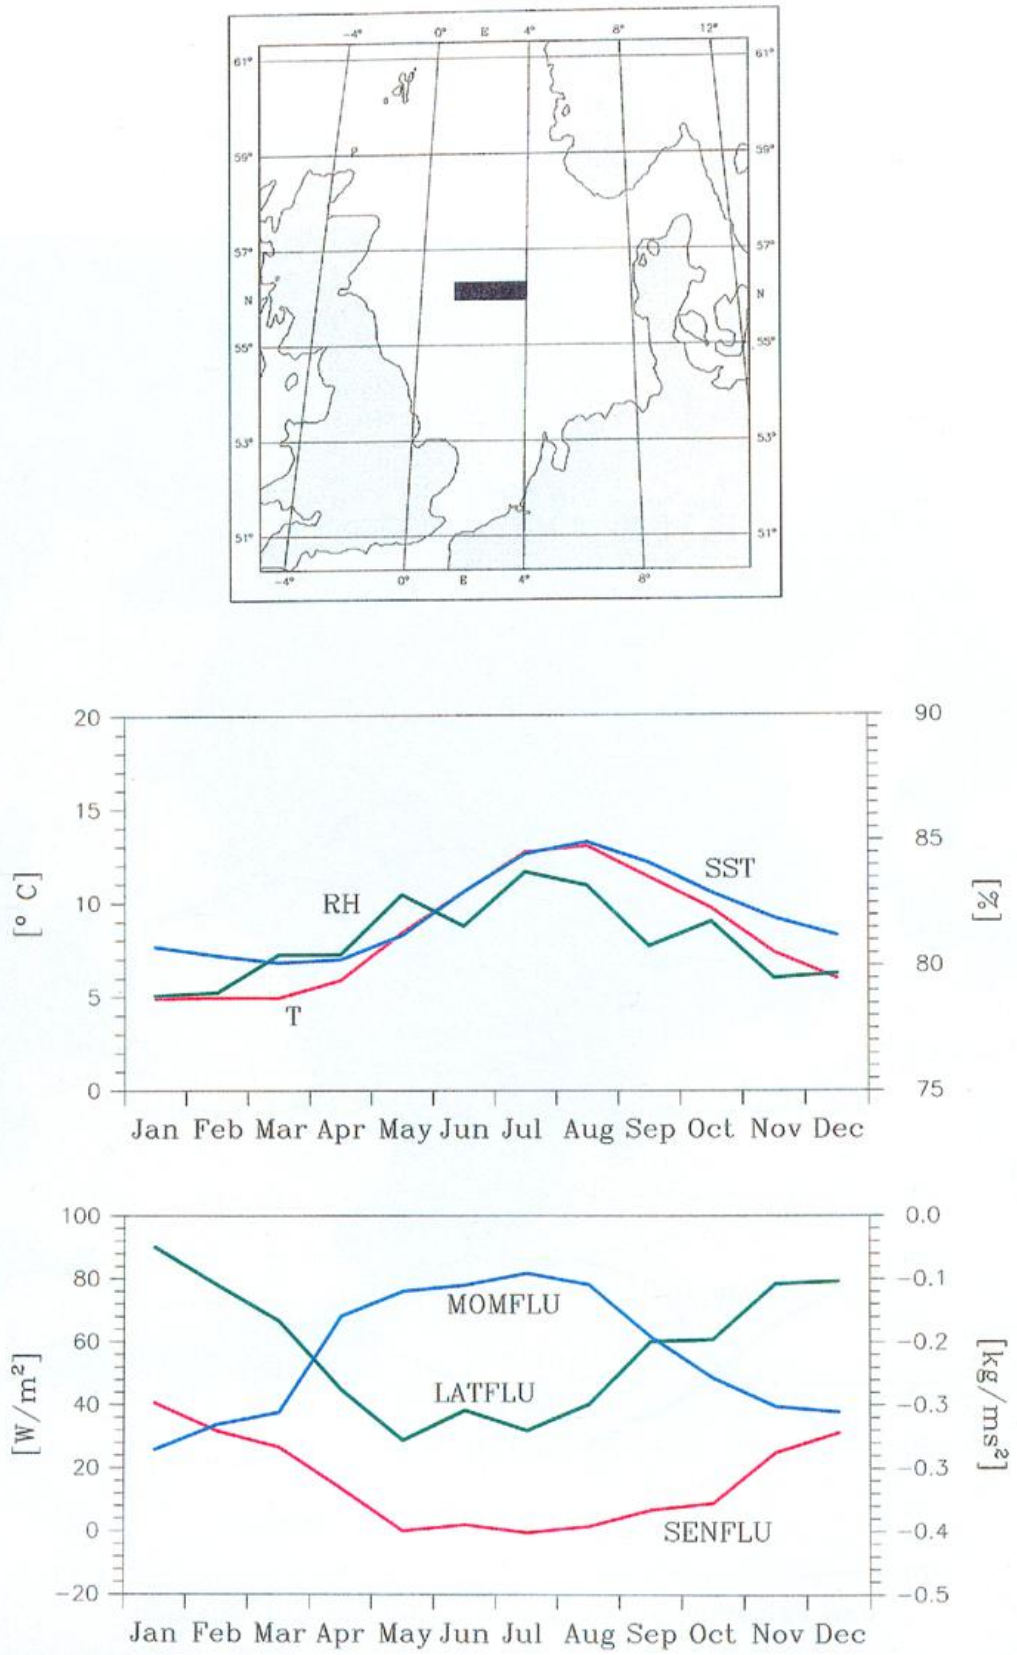 -4° 0° E 4° 8° 12°
61° 61°
59° 59°
57° 57°
N N
55° 55°
53° 53°
51° 51°
-4° 0° E 4° 8°
20 90
15
85
[° C] RH SST [%]
10
80
5
T
0 75
Jan Feb Mar Apr May Jun Jul Aug Sep Oct Nov Dec
100 0.0
80 -0.1
MOMFLU
60 -0.2
[W/m²] LATFLU [kg/ms²]
40 -0.3
20 -0.3
0 SENFLU -0.4
-20 -0.5
Jan Feb Mar Apr May Jun Jul Aug Sep Oct Nov Dec